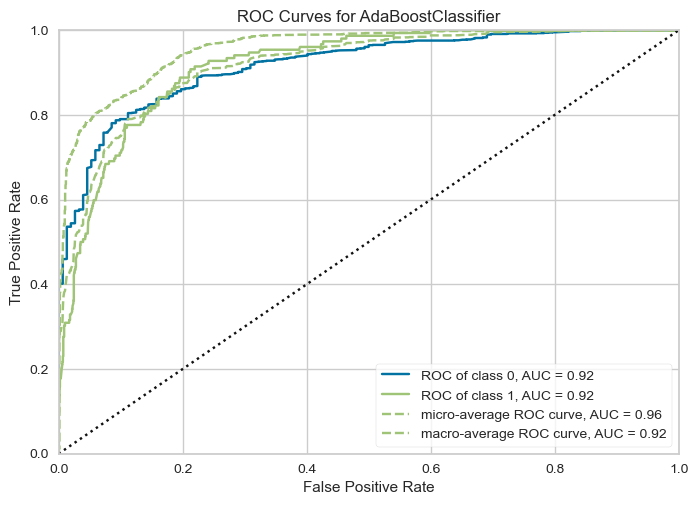 ROC Curves for AdaBoostClassifier
1.0
0.8
0.6
0.4
0.2
0.0
True Positive Rate
ROC of class 0, AUC = 0.92
ROC of class 1, AUC = 0.92
micro-average ROC curve, AUC = 0.96
macro-average ROC curve, AUC = 0.92
0.0 0.2 0.4 0.6 0.8 1.0
False Positive Rate